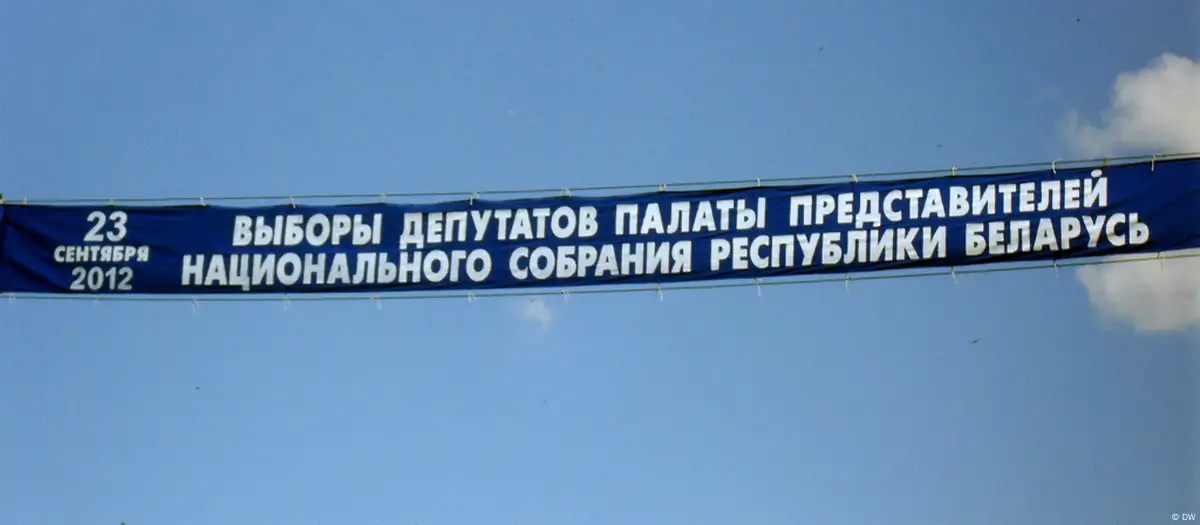 23
СЕНТЯБРЯ
2012
ВЫБОРЫ ДЕПУТАТОВ ПАЛАТЫ ПРЕДСТАВИТЕЛЕЙ
НАЦИОНАЛЬНОГО СОБРАНИЯ РЕСПУБЛИКИ БЕЛАРУСЬ
© DW